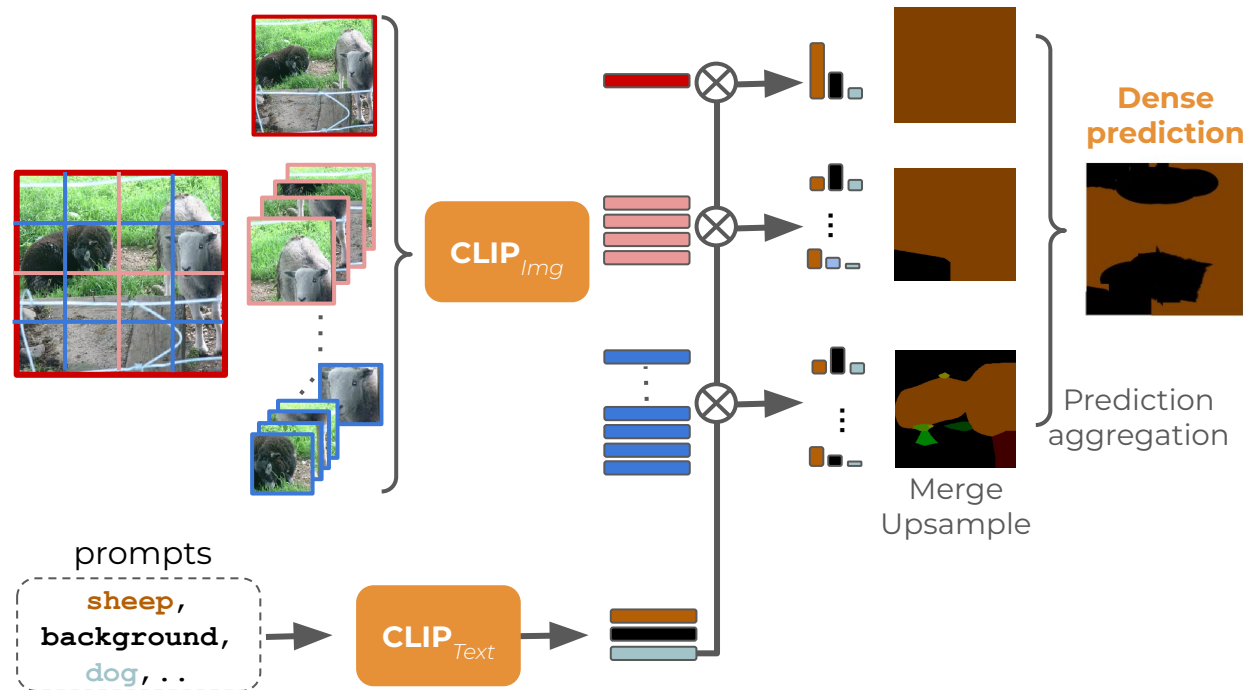 Dense
prediction
CLIP Img
Prediction
aggregation
Merge
Upsample
prompts
sheep,
background,
dog,..
CLIP Text